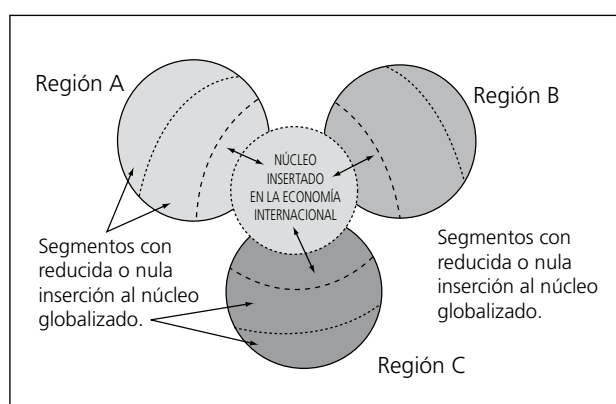 Región A
Región B
NÚCLEO
INSERTADO
EN LA ECONOMÍA
INTERNACIONAL
Segmentos con
reducida o nula
inserción al núcleo
globalizado.
Segmentos con
reducida o nula
inserción al núcleo
globalizado.
Región C